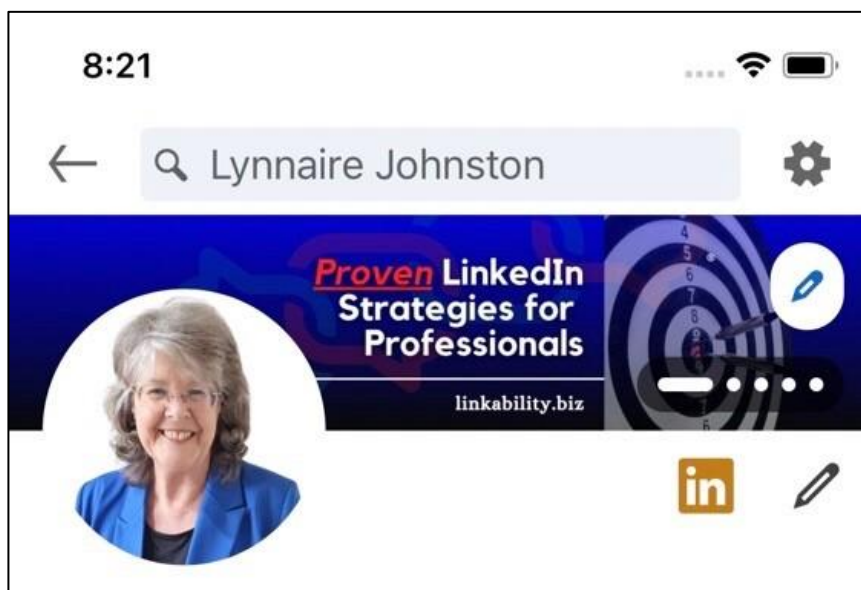 8:21
Lynnaire Johnston
Proven LinkedIn
Strategies for
Professionals
linkability.biz
in